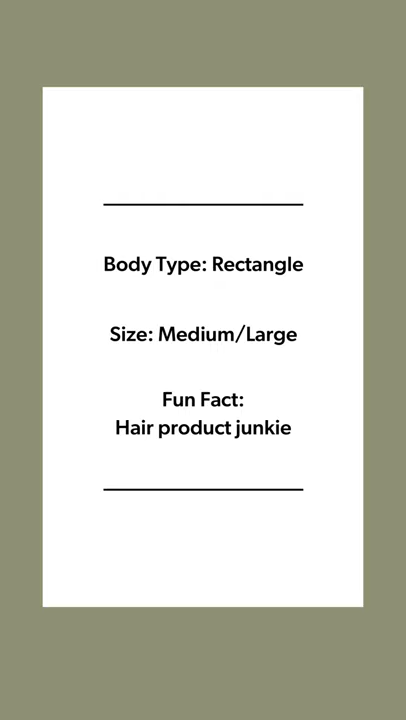 Body Type: Rectangle
Size: Medium/Large
Fun Fact:
Hair product junkie